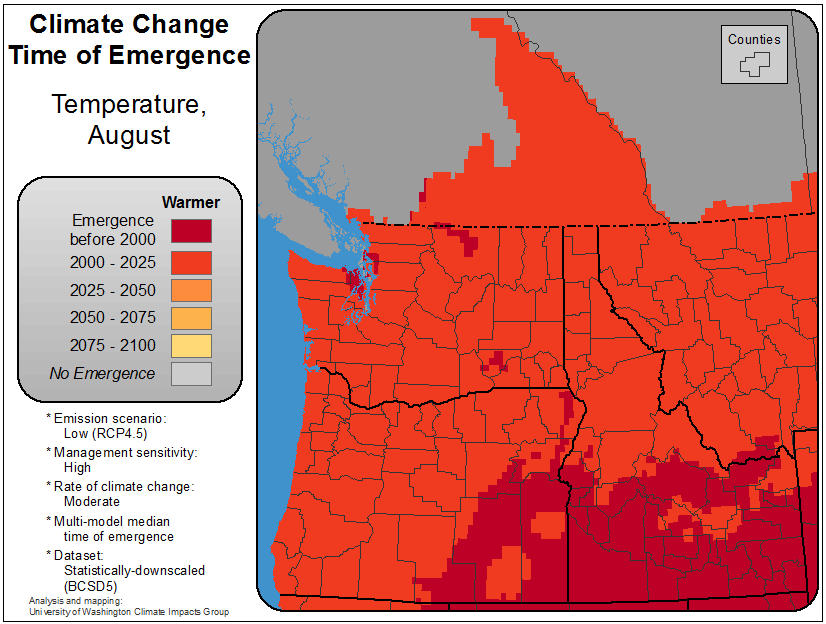 Climate Change
Time of Emergence
Temperature,
August
Warmer
Emergence
before 2000
2000 - 2025
2025 - 2050
2050 - 2075
2075 - 2100
No Emergence
* Emission scenario:
Low (RCP4.5)
* Management sensitivity:
High
* Rate of climate change:
Moderate
* Multi-model median
time of emergence
* Dataset:
Statistically-downscaled
(BCSD5)
Analysis and mapping:
University of Washington Climate Impacts Group
Counties